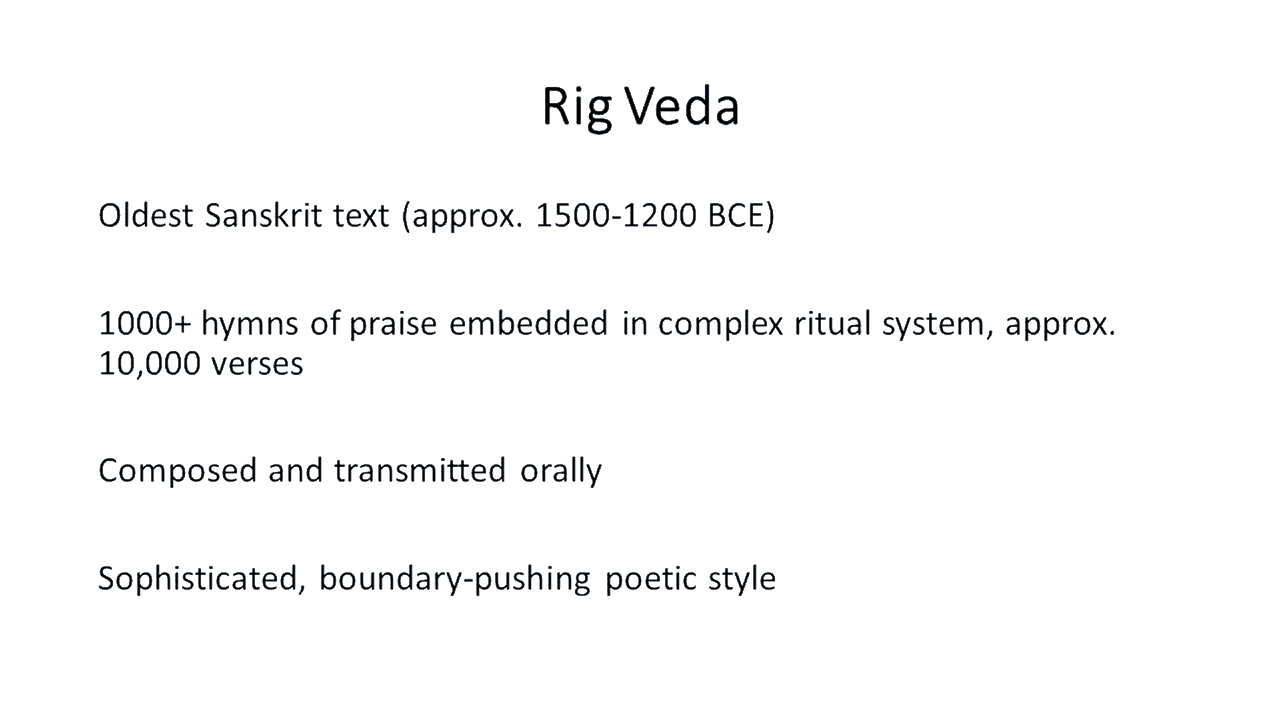 Rig Veda
Oldest Sanskrit text (approx. 1500-1200 BCE)
1000+ hymns of praise embedded in complex ritual system, approx.
10,000 verses
Composed and transmitted orally
Sophisticated, boundary-pushing poetic style